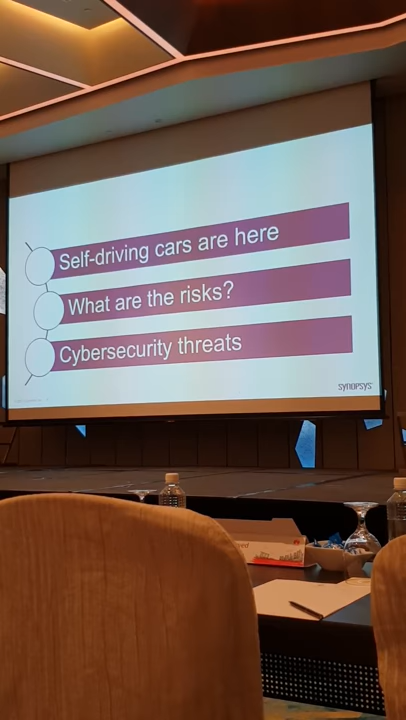 Self-driving cars are here
What are the risks?
Cybersecurity threats
SYNOPSYS